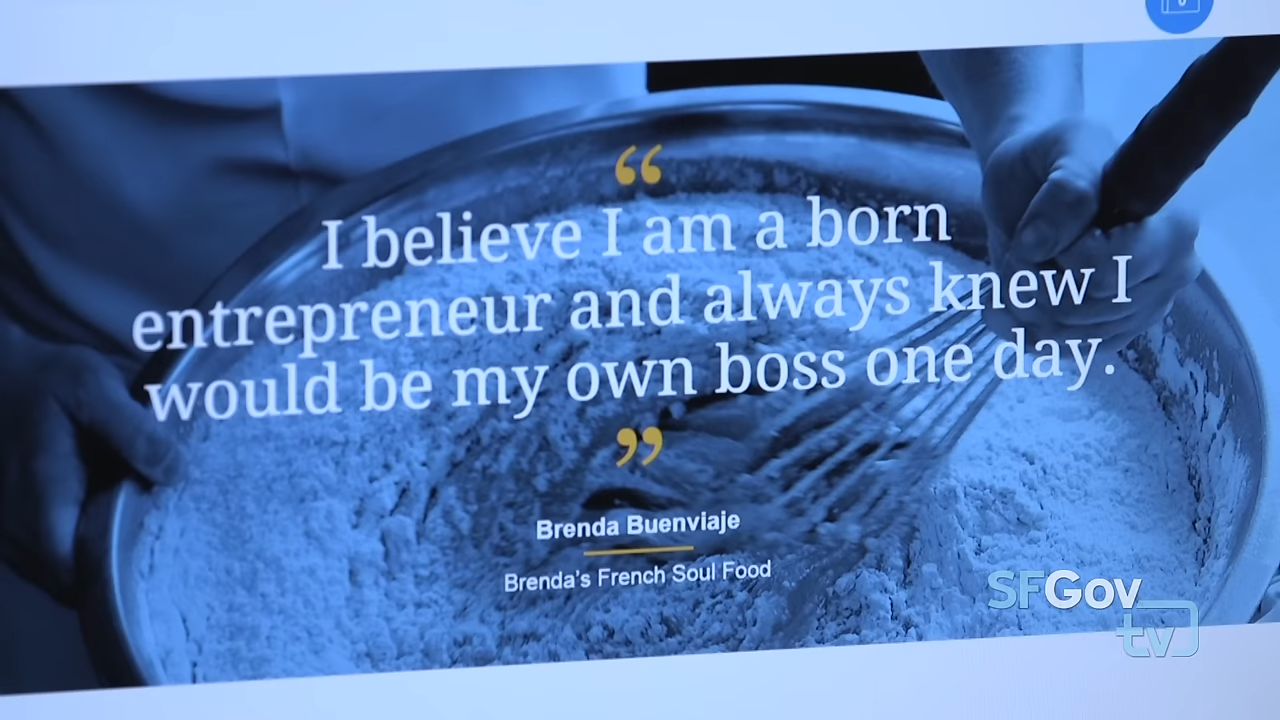 “
I believe I am a born
entrepreneur and always knew I
would be my own boss one day.
”
Brenda Buenviaje
Brenda's French Soul Food
SFGov
tv